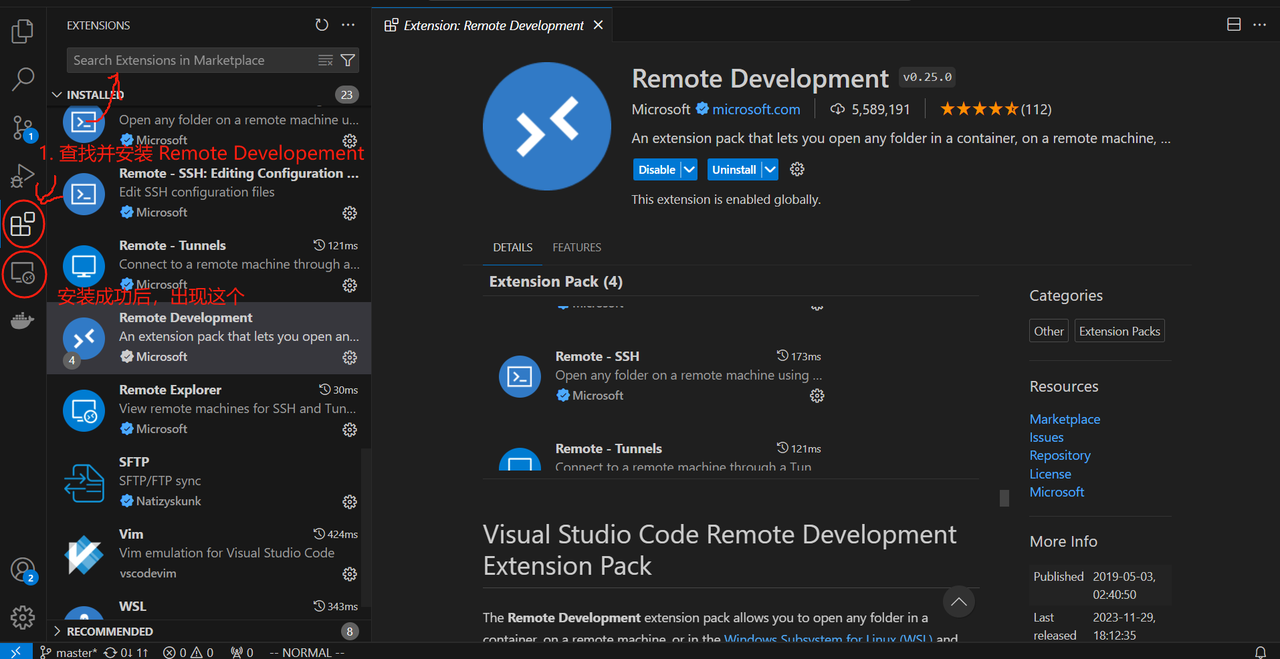 EXTENSIONS
Search Extensions in Marketplace
INSTALLED
23
Open any folder on a remote machine u...
Microsoft
1. 查找并安装 Remote Developement
Remote - SSH: Editing Configuration ...
Edit SSH configuration files
Microsoft
Remote - Tunnels
121ms
Connect to a remote machine through a...
Microsoft
安装成功后，出现这个
Remote Development
An extension pack that lets you open an...
4
Microsoft
Remote Explorer
30ms
View remote machines for SSH and Tun...
Microsoft
SFTP
SFTP/FTP sync
Natizyskunk
Vim
424ms
Vim emulation for Visual Studio Code
vscodevim
WSL
343ms
RECOMMENDED
8
1
2
Extension: Remote Development
Remote Development
v0.25.0
Microsoft
microsoft.com
5,589,191
(112)
An extension pack that lets you open any folder in a container, on a remote machine, ...
Disable
Uninstall
This extension is enabled globally.
DETAILS
FEATURES
Extension Pack (4)
Microsoft
Remote - SSH
173ms
Open any folder on a remote machine using ...
Microsoft
Remote - Tunnels
121ms
Connect to a remote machine through a Tun
Visual Studio Code Remote Development
Extension Pack
The Remote Development extension pack allows you to open any folder in a
container, on a remote machine, or in the Windows Subsystem for Linux (WSL) and
Categories
Other
Extension Packs
Resources
Marketplace
Issues
Repository
License
Microsoft
More Info
Published
2019-05-03,
02:40:50
Last
released
2023-11-29,
18:12:35
master*
0↓ 1↑
0
0
0
-- NORMAL --